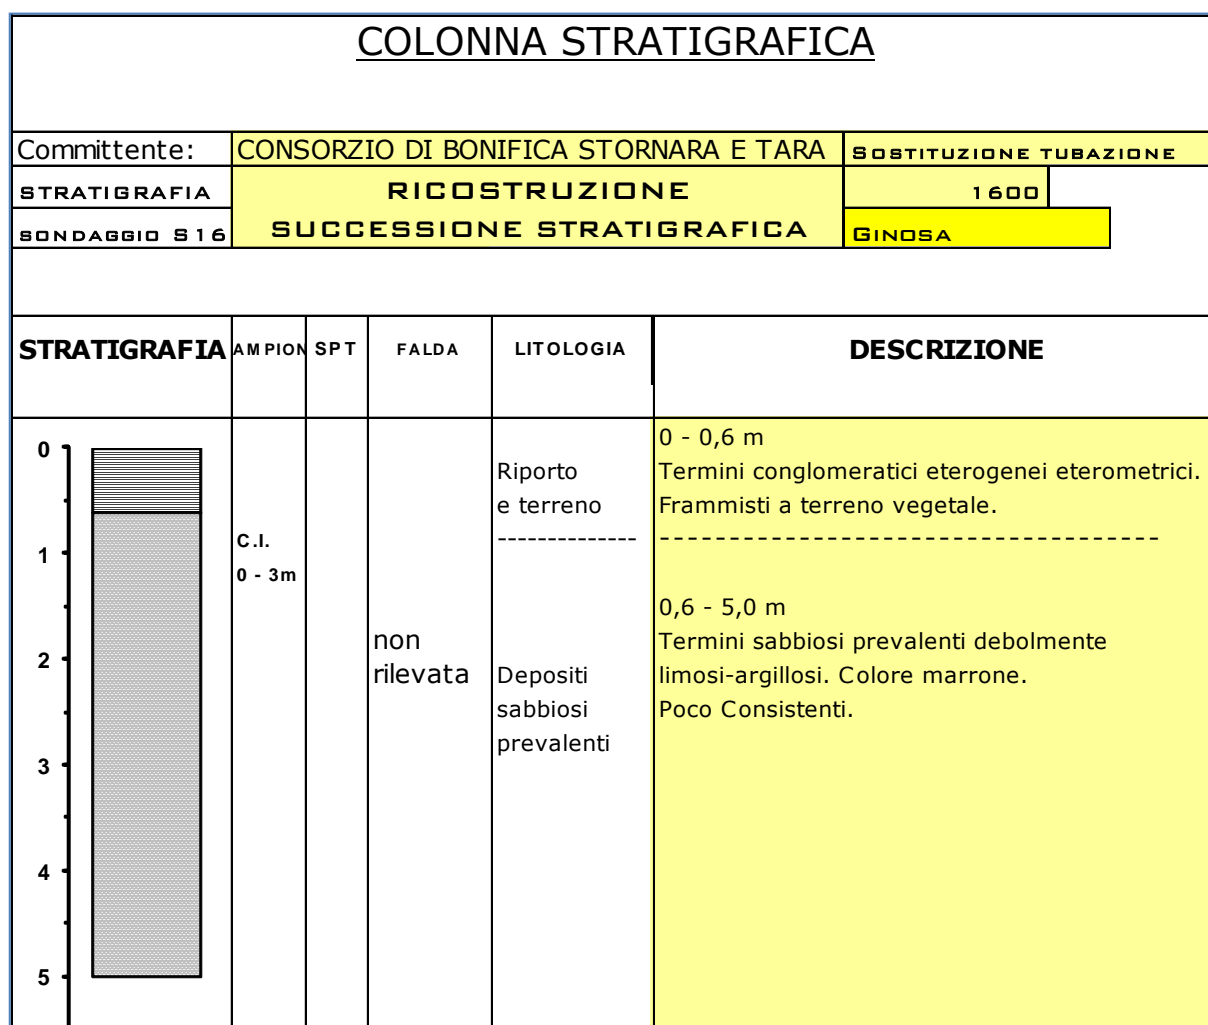 COLONNA STRATIGRAFICA
Committente: CONSORZIO DI BONIFICA STORNARA E TARA SOSTITUZIONE TUBAZIONE
STRATIGRAFIA RICOSTRUZIONE 1600
SONDAGGIO S16 SUCCESSIONE STRATIGRAFICA GINOSA
STRATIGRAFIA AMPION SPT FALDA LITOLOGIA DESCRIZIONE
0
1
2
3
4
5
C.I.
0 - 3m
non
rilevata
Riporto
e terreno
--------------
Depositi
sabbiosi
prevalenti
0 - 0,6 m
Termini conglomeratici eterogenei eterometrici.
Frammisti a terreno vegetale.
------------------------------------
0,6 - 5,0 m
Termini sabbiosi prevalenti debolmente
limosi-argillosi. Colore marrone.
Poco Consistenti.